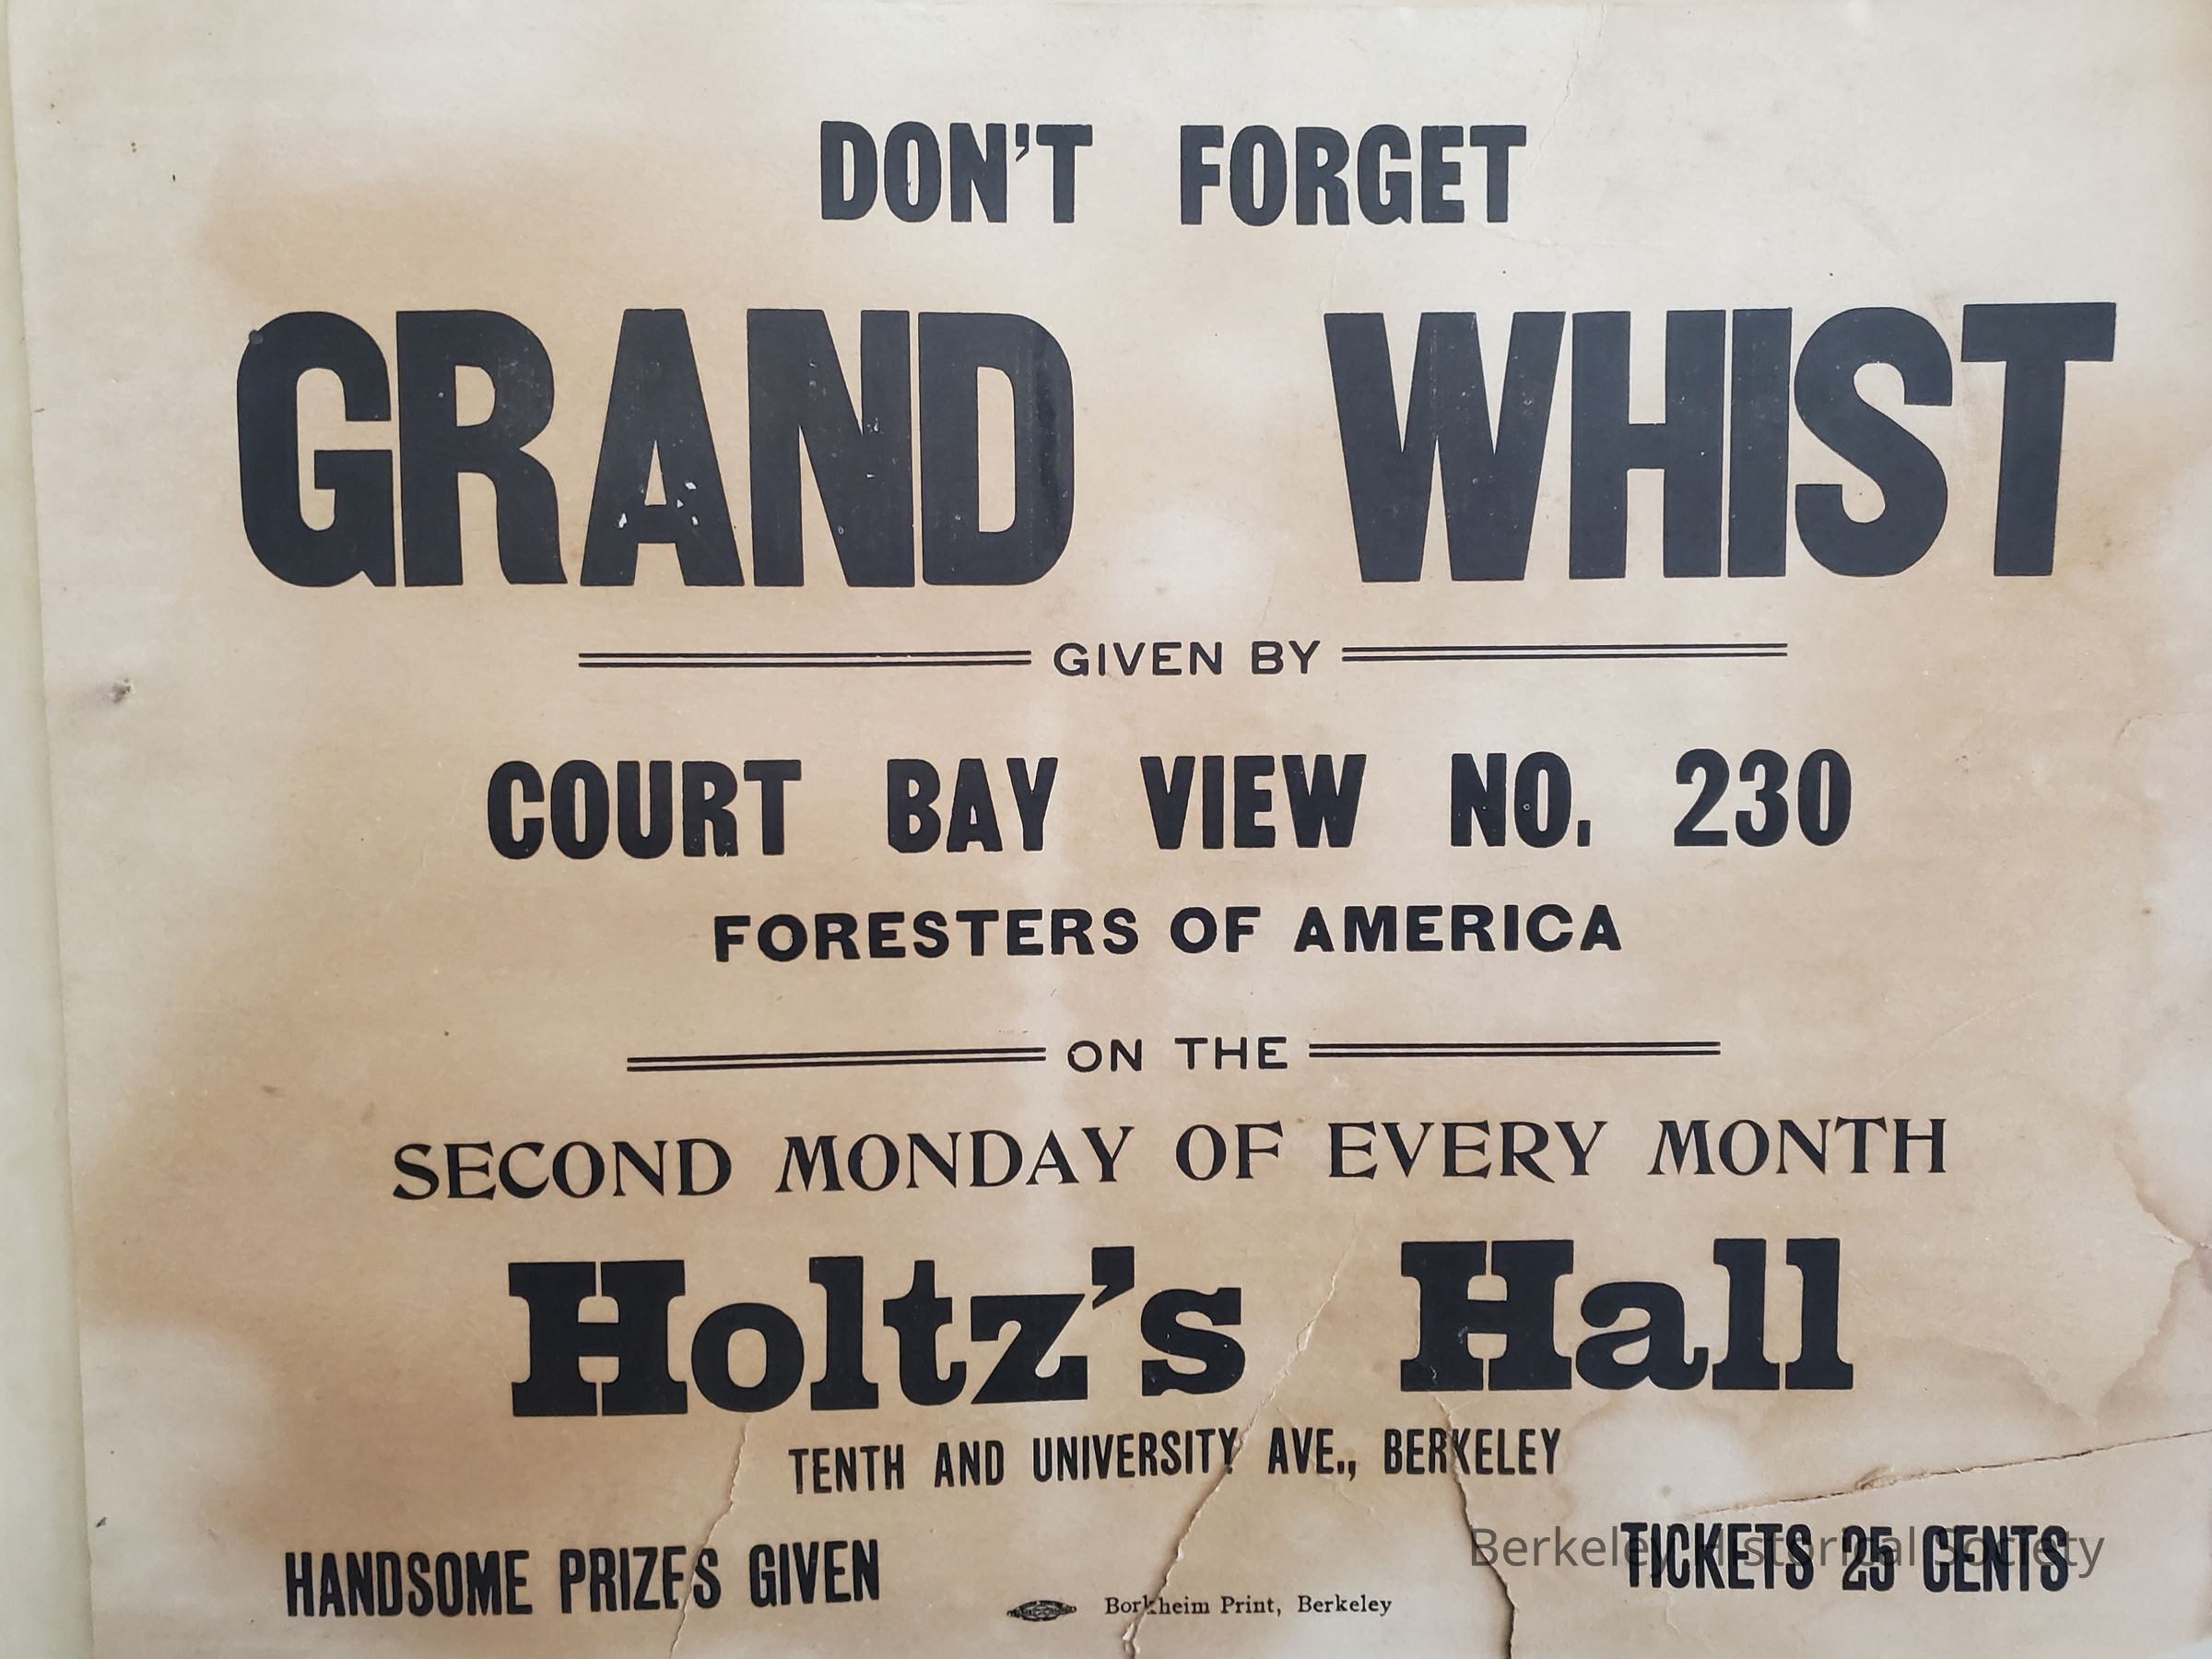 DON'T FORGET
GRAND WHIST
GIVEN BY
COURT BAY VIEW NO. 230
FORESTERS OF AMERICA
ON THE
SECOND MONDAY OF EVERY MONTH
Holtz's Hall
TENTH AND UNIVERSITY AVE., BERKELEY
HANDSOME PRIZES GIVEN
TICKETS 25 CENTS
Borkheim Print, Berkeley
Berkeley Historical Society